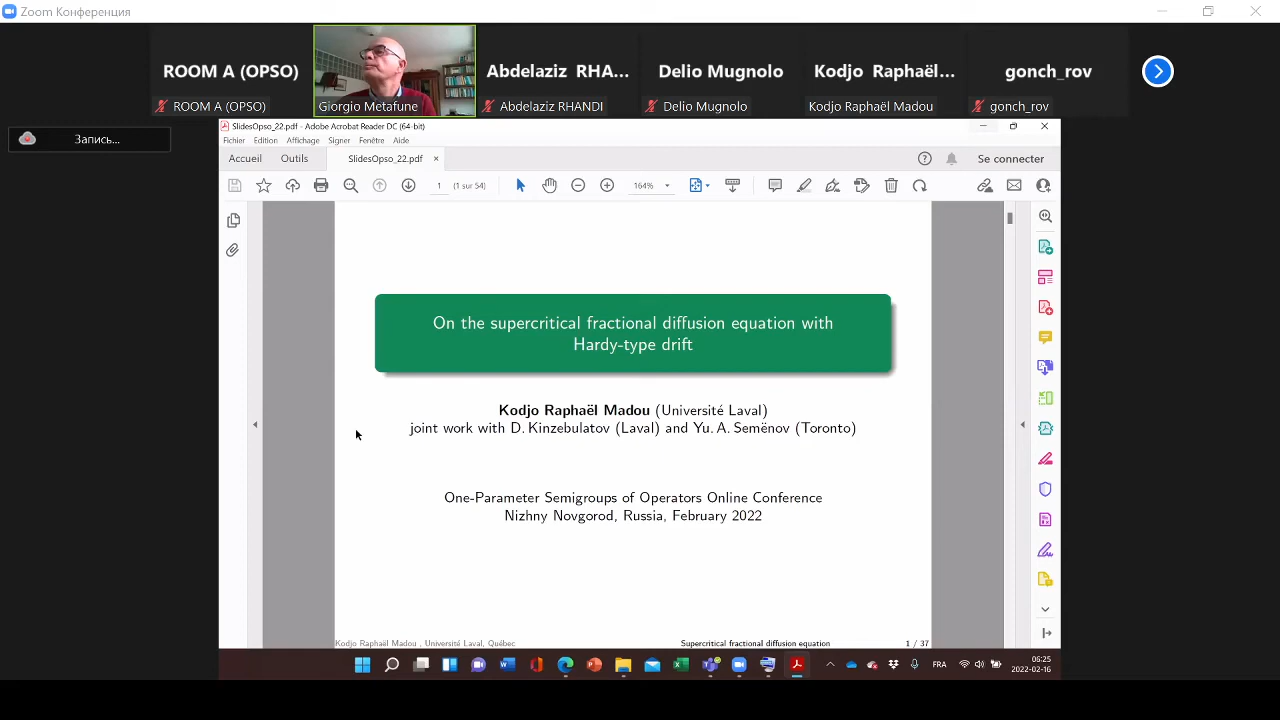 Zoom Конференция
ROOM A (OPSO)
ROOM A (OPSO)
Giorgio Metafune
Abdelaziz RHA...
Abdelaziz RHANDI
Delio Mugnolo
Delio Mugnolo
Kodjo Raphaël...
Kodjo Raphaël Madou
gonch_rov
gonch_rov
Запись...
SlidesOpso_22.pdf - Adobe Acrobat Reader DC (64-bit)
Fichier Edition Affichage Signer Fenêtre Aide
Accueil Outils SlidesOpso_22.pdf × Se connecter
1 (1 sur 54) 164%
On the supercritical fractional diffusion equation with
Hardy-type drift
Kodjo Raphaël Madou (Université Laval)
joint work with D. Kinzebulatov (Laval) and Yu. A. Semënov (Toronto)
One-Parameter Semigroups of Operators Online Conference
Nizhny Novgorod, Russia, February 2022
Kodjo Raphaël Madou , Université Laval, Québec Supercritical fractional diffusion equation 1 / 37
FRA 06:25
2022-02-16